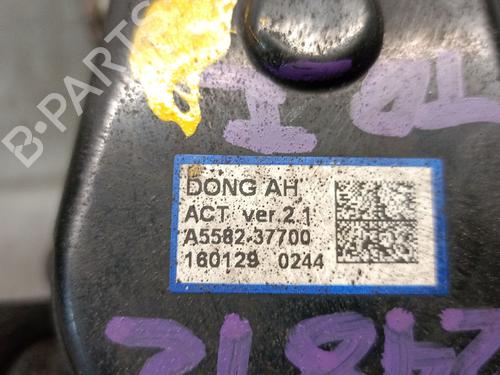 B-PARTS
DONG AH
ACT ver 2.1
A5582-37700
160129 0244